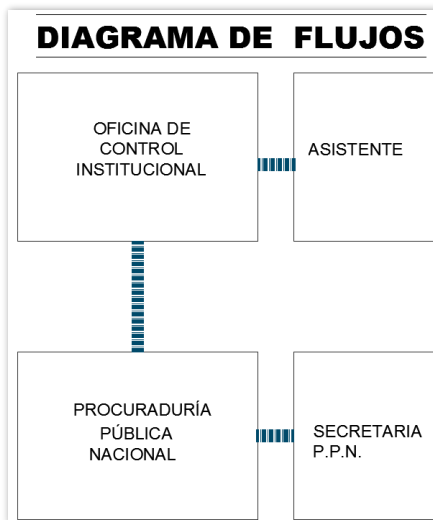 DIAGRAMA DE FLUJOS
OFICINA DE
CONTROL
INSTITUCIONAL
ASISTENTE
PROCURADURÍA
PÚBLICA
NACIONAL
SECRETARIA
P.P.N.